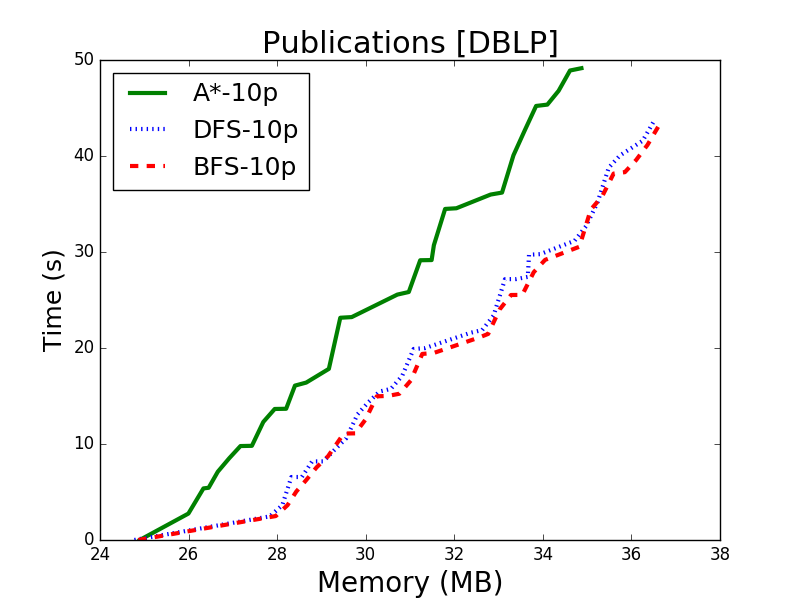 Publications [DBLP]
A*-10p
DFS-10p
BFS-10p
50
40
30
20
10
0
Time (s)
24 26 28 30 32 34 36 38
Memory (MB)